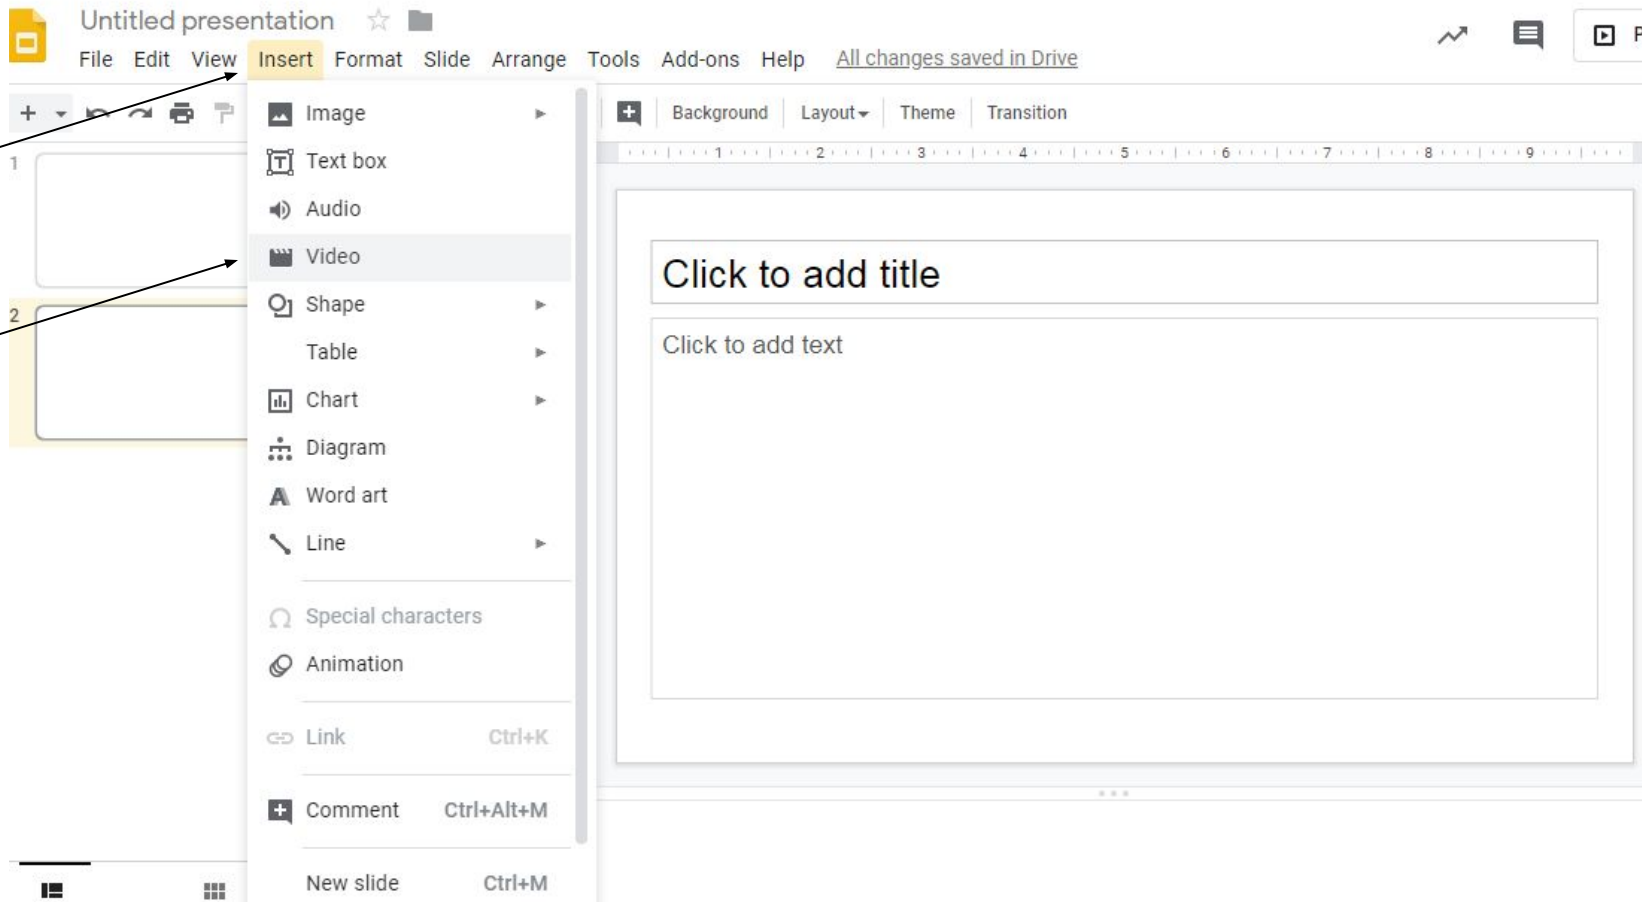 Untitled presentation
File Edit View Insert Format Slide Arrange Tools Add-ons Help All changes saved in Drive
P
Background Layout Theme Transition
1 2 3 4 5 6 7 8 9
1
2
Image
Text box
Audio
Video
Shape
Table
Chart
Diagram
Word art
Line
Special characters
Animation
Link Ctrl+K
Comment Ctrl+Alt+M
New slide Ctrl+M
Click to add title
Click to add text